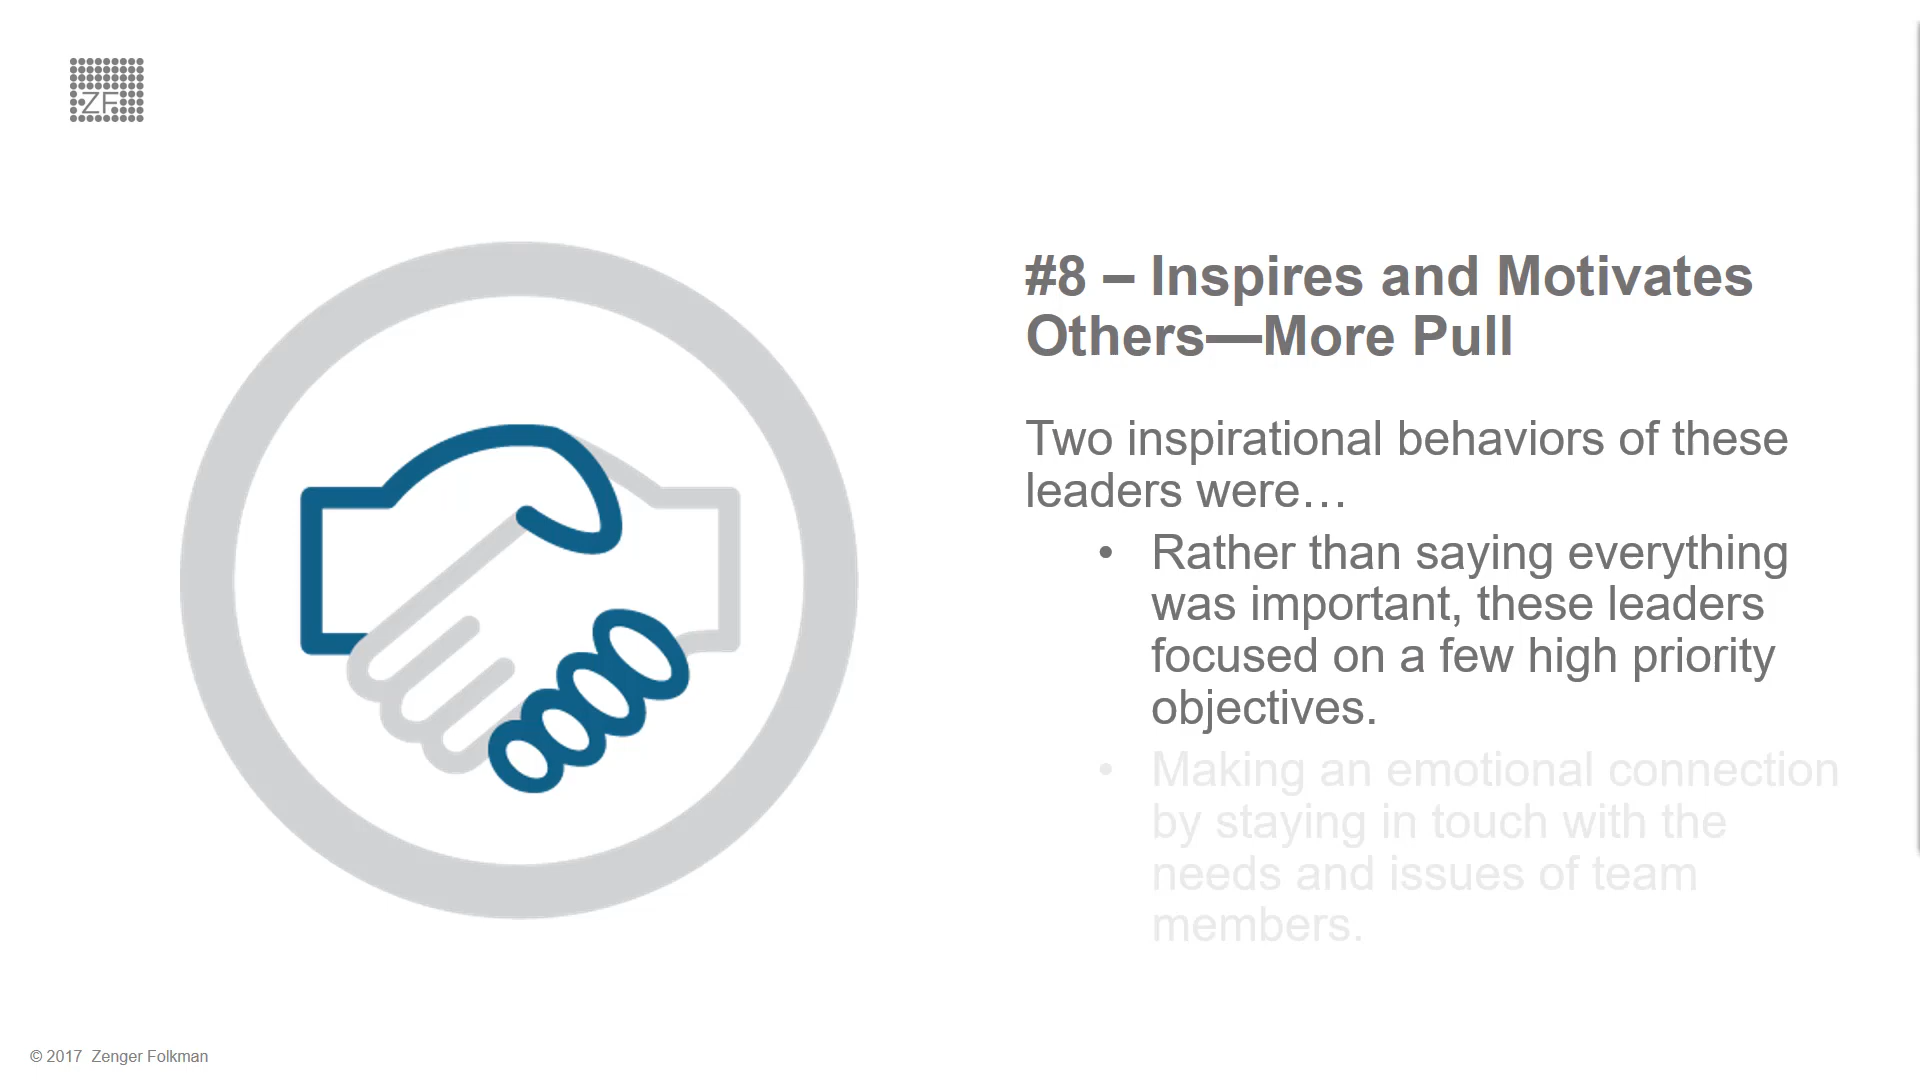 ZF
#8 – Inspires and Motivates
Others—More Pull
Two inspirational behaviors of these
leaders were…
• Rather than saying everything
was important, these leaders
focused on a few high priority
objectives.
• Making an emotional connection
by staying in touch with the
needs and issues of team
members.
© 2017 Zenger Folkman